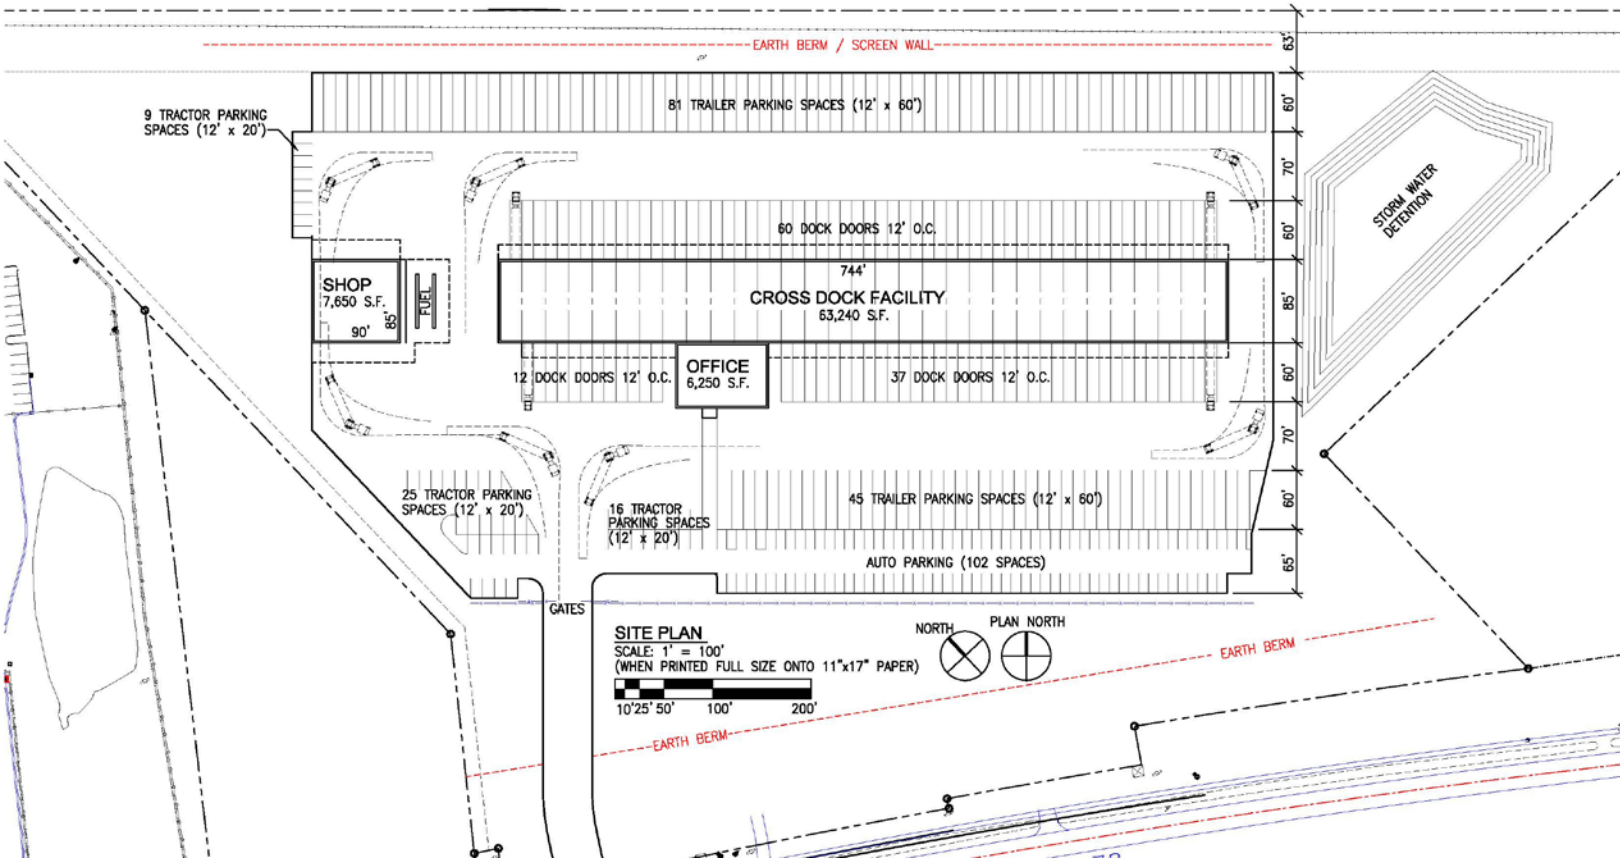 EARTH BERM / SCREEN WALL
63'
81 TRAILER PARKING SPACES (12' x 60')
60'
9 TRACTOR PARKING
SPACES (12' x 20')
70'
STORM WATER
DETENTION
60 DOCK DOORS 12' O.C.
60'
744'
CROSS DOCK FACILITY
63,240 S.F.
SHOP
7,650 S.F.
90'
85'
FUEL
85'
OFFICE
6,250 S.F.
12 DOCK DOORS 12' O.C.
37 DOCK DOORS 12' O.C.
60'
70'
25 TRACTOR PARKING
SPACES (12' x 20')
16 TRACTOR
PARKING SPACES
(12' x 20')
45 TRAILER PARKING SPACES (12' x 60')
60'
AUTO PARKING (102 SPACES)
65'
GATES
SITE PLAN
SCALE: 1' = 100'
(WHEN PRINTED FULL SIZE ONTO 11"x17" PAPER)
10'25' 50' 100' 200'
NORTH
PLAN NORTH
EARTH BERM
EARTH BERM